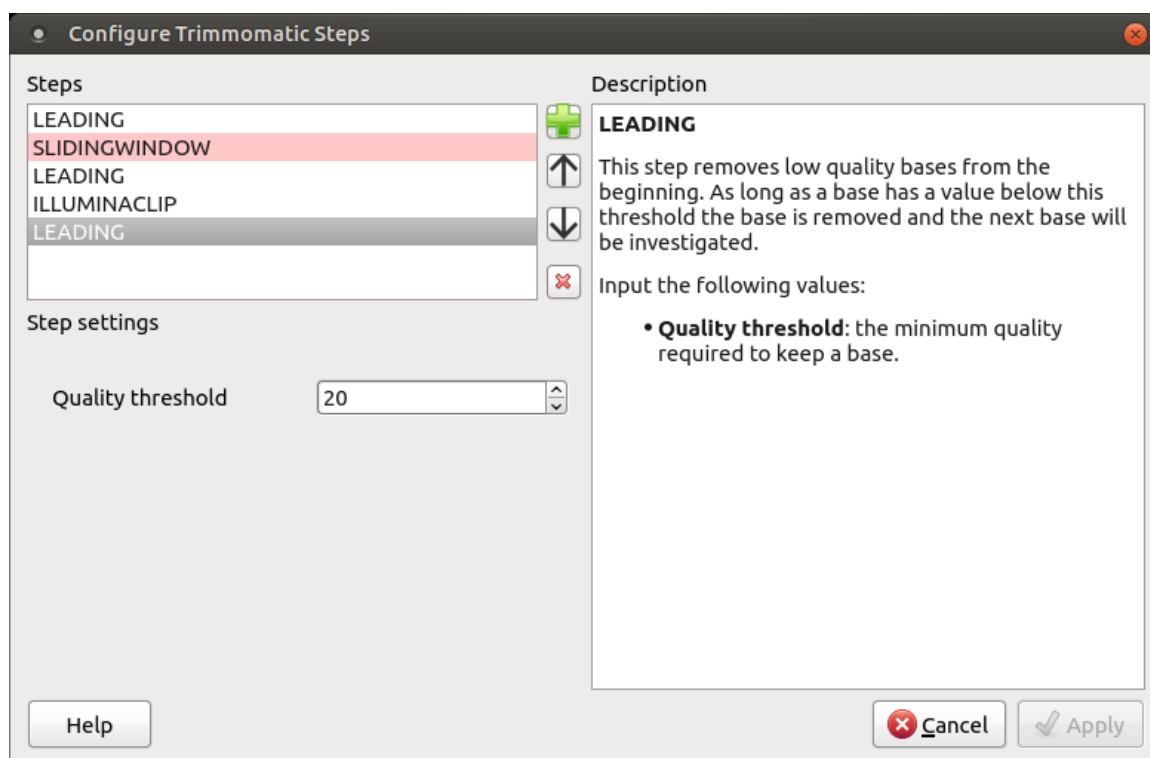 Configure Trimmomatic Steps
Steps
LEADING
SLIDINGWINDOW
LEADING
ILLUMINACLIP
LEADING
Step settings
Quality threshold
20
Description
LEADING
This step removes low quality bases from the
beginning. As long as a base has a value below this
threshold the base is removed and the next base will
be investigated.
Input the following values:
• Quality threshold: the minimum quality
required to keep a base.
Help
Cancel
Apply